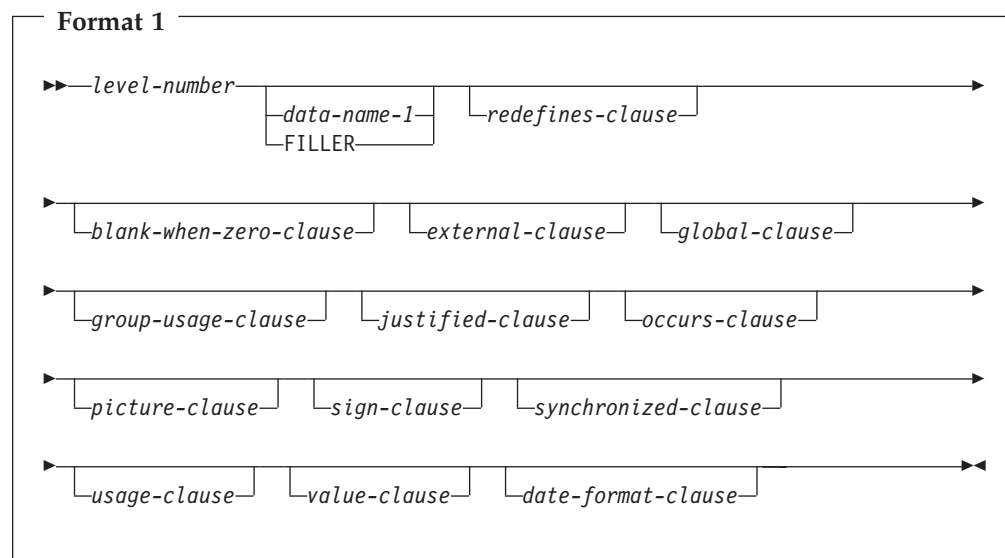 Format 1
level-number
data-name-1 redefines-clause
FILLER
blank-when-zero-clause external-clause global-clause
group-usage-clause justified-clause occurs-clause
picture-clause sign-clause synchronized-clause
usage-clause value-clause date-format-clause